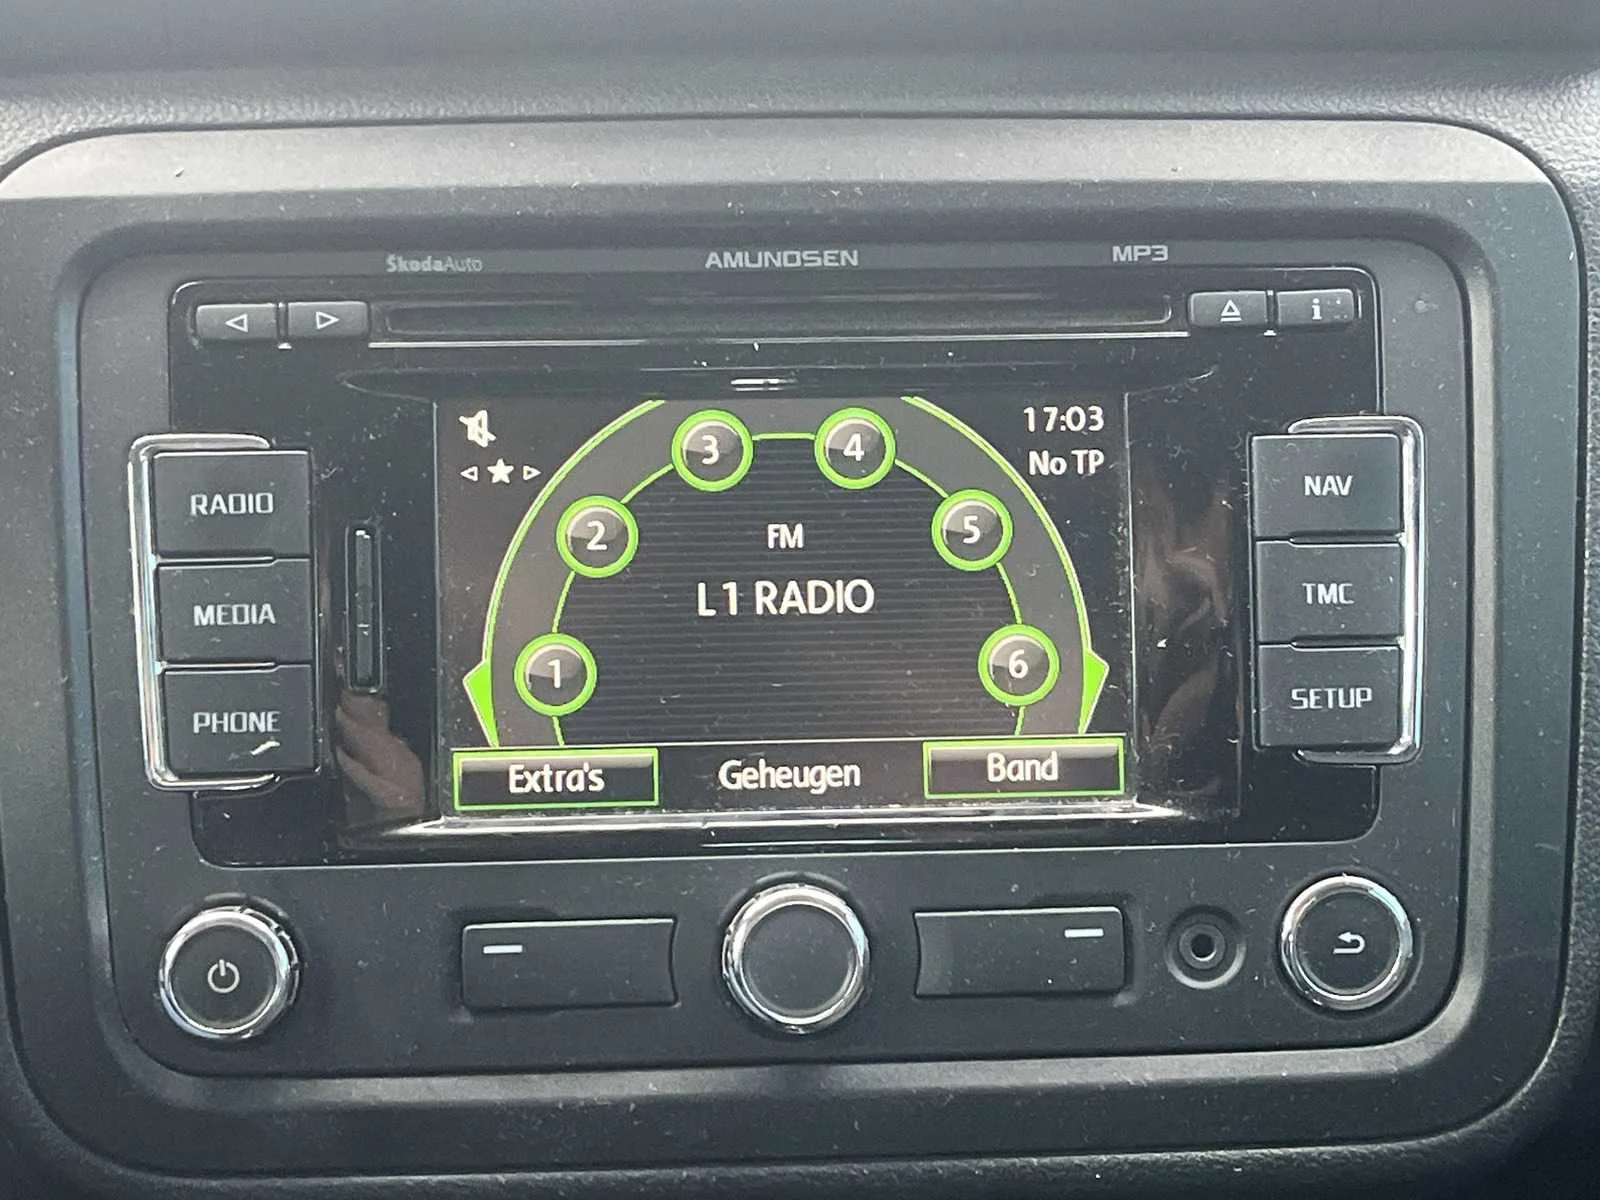 ŠkodaAuto
AMUNDSEN
MP3
i
RADIO
MEDIA
PHONE
17:03
No TP
1
2
3
4
5
6
FM
L1 RADIO
Extra's
Geheugen
Band
NAV
TMC
SETUP